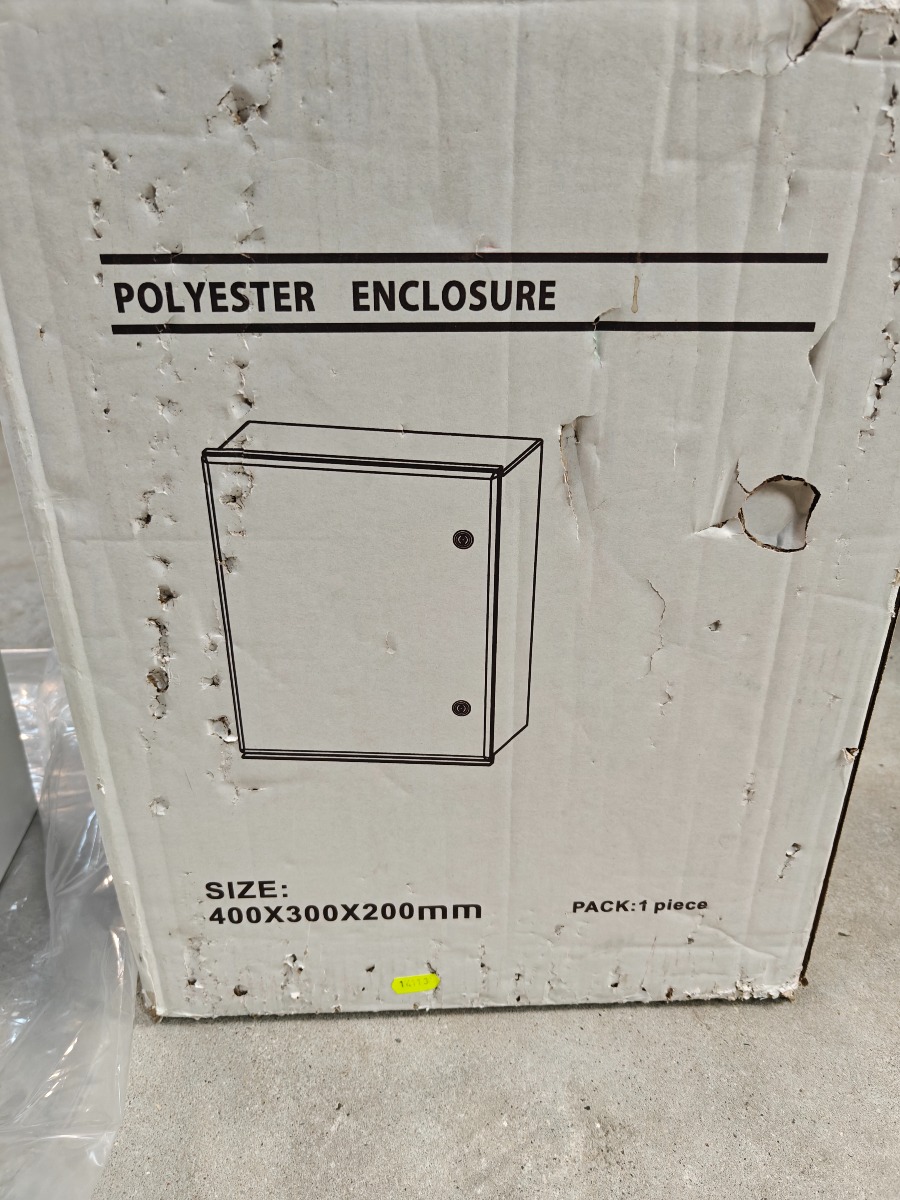 POLYESTER ENCLOSURE
SIZE:
400X300X200mm
PACK:1 piece